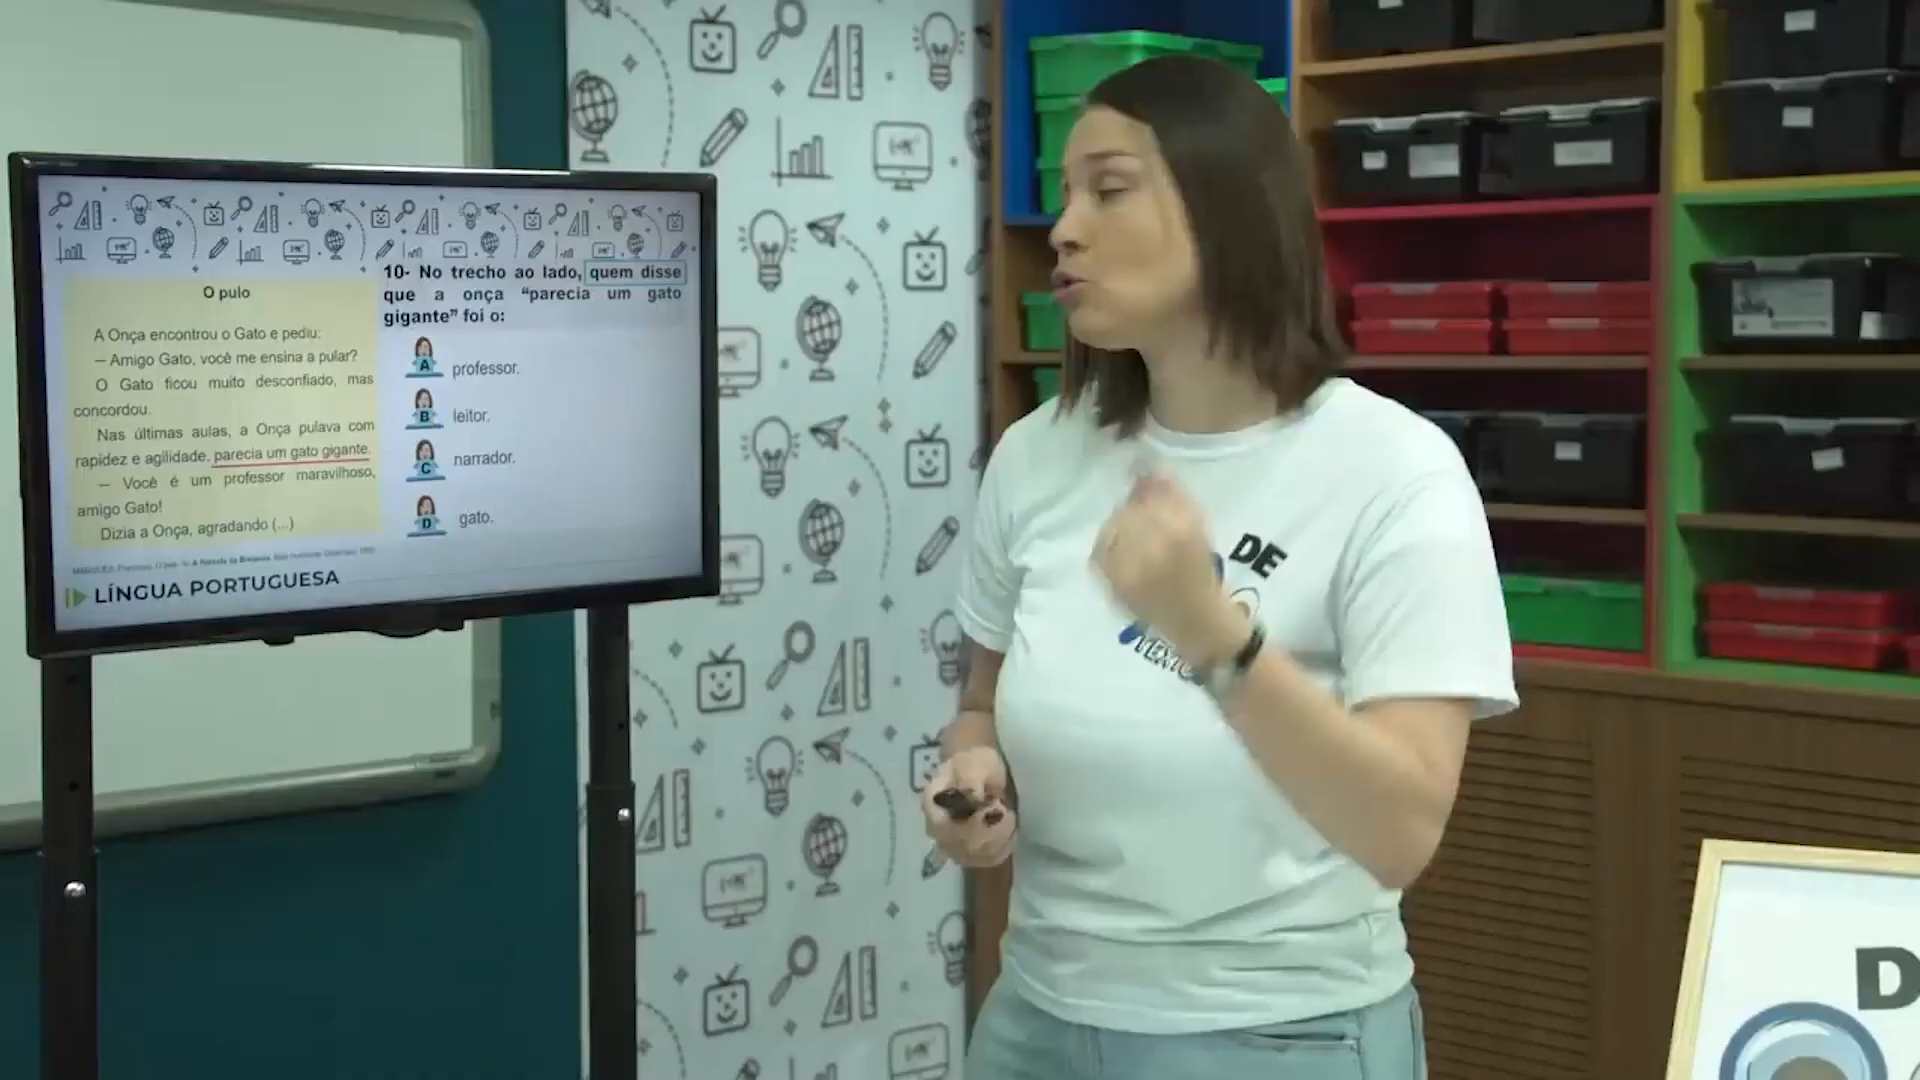 O pulo
A Onça encontrou o Gato e pediu:
– Amigo Gato, você me ensina a pular?
O Gato ficou muito desconfiado, mas
concordou.
Nas últimas aulas, a Onça pulava com
rapidez e agilidade, parecia um gato gigante.
– Você é um professor maravilhoso,
amigo Gato!
Dizia a Onça, agradando (...)
10- No trecho ao lado, quem disse
que a onça “parecia um gato
gigante” foi o:
A professor.
B leitor.
C narrador.
D gato.
LÍNGUA PORTUGUESA
DE
TEXTO
D